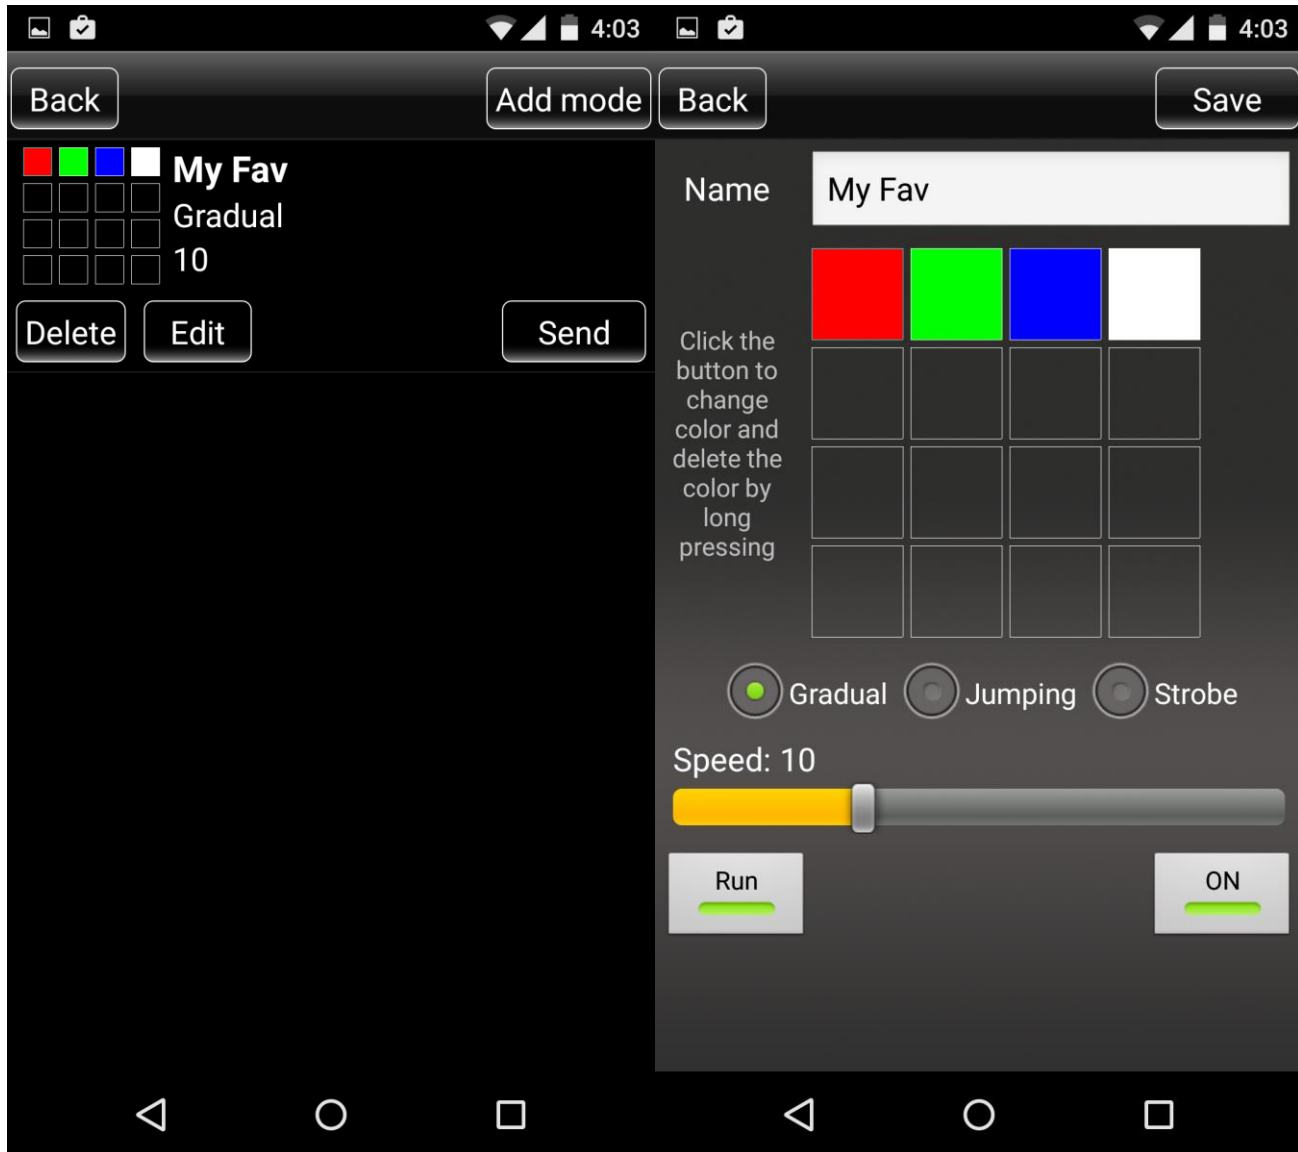 4:03
Back
Add mode
My Fav
Gradual
10
Delete
Edit
Send
4:03
Back
Save
Name
My Fav
Click the
button to
change
color and
delete the
color by
long
pressing
Gradual
Jumping
Strobe
Speed: 10
Run
ON